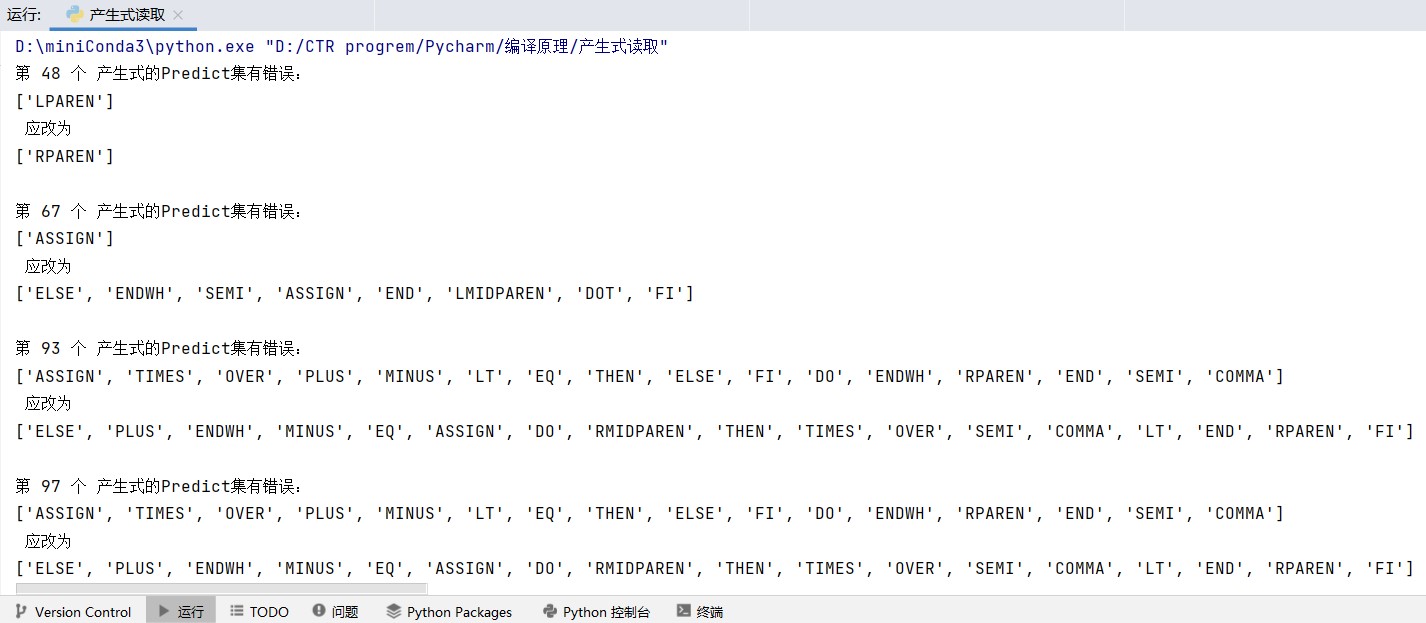 运行: 产生式读取
D:\miniConda3\python.exe "D:/CTR progrem/Pycharm/编译原理/产生式读取"
第 48 个 产生式的Predict集有错误:
['LPAREN']
应改为
['RPAREN']
第 67 个 产生式的Predict集有错误:
['ASSIGN']
应改为
['ELSE', 'ENDWH', 'SEMI', 'ASSIGN', 'END', 'LMIDPAREN', 'DOT', 'FI']
第 93 个 产生式的Predict集有错误:
['ASSIGN', 'TIMES', 'OVER', 'PLUS', 'MINUS', 'LT', 'EQ', 'THEN', 'ELSE', 'FI', 'DO', 'ENDWH', 'RPAREN', 'END', 'SEMI', 'COMMA']
应改为
['ELSE', 'PLUS', 'ENDWH', 'MINUS', 'EQ', 'ASSIGN', 'DO', 'RMIDPAREN', 'THEN', 'TIMES', 'OVER', 'SEMI', 'COMMA', 'LT', 'END', 'RPAREN', 'FI']
第 97 个 产生式的Predict集有错误:
['ASSIGN', 'TIMES', 'OVER', 'PLUS', 'MINUS', 'LT', 'EQ', 'THEN', 'ELSE', 'FI', 'DO', 'ENDWH', 'RPAREN', 'END', 'SEMI', 'COMMA']
应改为
['ELSE', 'PLUS', 'ENDWH', 'MINUS', 'EQ', 'ASSIGN', 'DO', 'RMIDPAREN', 'THEN', 'TIMES', 'OVER', 'SEMI', 'COMMA', 'LT', 'END', 'RPAREN', 'FI']
Version Control 运行 TODO 问题 Python Packages Python 控制台 终端